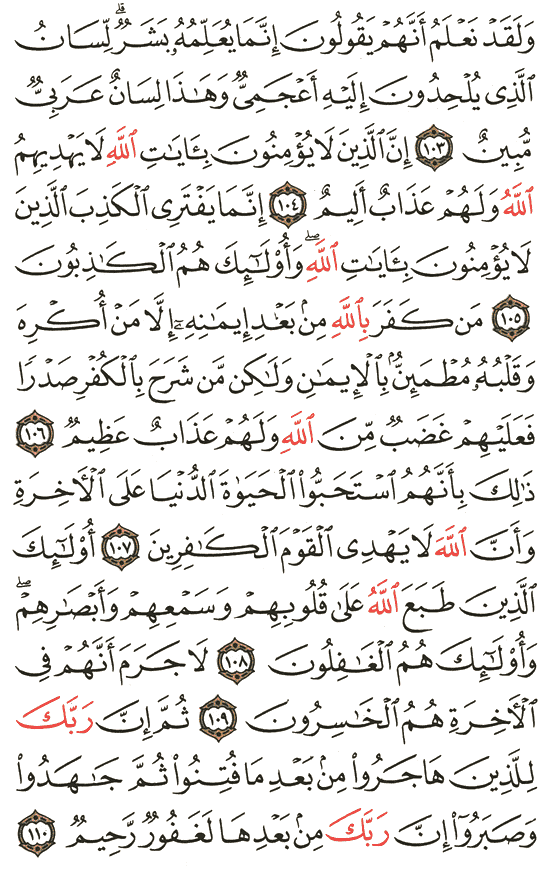 وَلَقَدۡ نَعۡلَمُ أَنَّهُمۡ يَقُولُونَ إِنَّمَا يُعَلِّمُهُۥ بَشَرٞۗ لِّسَانُ
ٱلَّذِي يُلۡحِدُونَ إِلَيۡهِ أَعۡجَمِيّٞ وَهَٰذَا لِسَانٌ عَرَبِيّٞ
مُّبِينٌ ١٠٣ إِنَّ ٱلَّذِينَ لَا يُؤۡمِنُونَ بِـَٔايَٰتِ ٱللَّهِ لَا يَهۡدِيهِمُ
ٱللَّهُ وَلَهُمۡ عَذَابٌ أَلِيمٌ ١٠٤ إِنَّمَا يَفۡتَرِي ٱلۡكَذِبَ ٱلَّذِينَ
لَا يُؤۡمِنُونَ بِـَٔايَٰتِ ٱللَّهِۖ وَأُوْلَٰٓئِكَ هُمُ ٱلۡكَٰذِبُونَ
١٠٥ مَن كَفَرَ بِٱللَّهِ مِنۢ بَعۡدِ إِيمَٰنِهِۦٓ إِلَّا مَنۡ أُكۡرِهَ
وَقَلۡبُهُۥ مُطۡمَئِنُّۢ بِٱلۡإِيمَٰنِ وَلَٰكِن مَّن شَرَحَ بِٱلۡكُفۡرِ صَدۡرٗا
فَعَلَيۡهِمۡ غَضَبٞ مِّنَ ٱللَّهِ وَلَهُمۡ عَذَابٌ عَظِيمٞ ١٠٦
ذَٰلِكَ بِأَنَّهُمُ ٱسۡتَحَبُّواْ ٱلۡحَيَوٰةَ ٱلدُّنۡيَا عَلَى ٱلۡأٓخِرَةِ
وَأَنَّ ٱللَّهَ لَا يَهۡدِي ٱلۡقَوۡمَ ٱلۡكَٰفِرِينَ ١٠٧ أُوْلَٰٓئِكَ
ٱلَّذِينَ طَبَعَ ٱللَّهُ عَلَىٰ قُلُوبِهِمۡ وَسَمۡعِهِمۡ وَأَبۡصَٰرِهِمۡۖ
وَأُوْلَٰٓئِكَ هُمُ ٱلۡغَٰفِلُونَ ١٠٨ لَا جَرَمَ أَنَّهُمۡ فِي
ٱلۡأٓخِرَةِ هُمُ ٱلۡخَٰسِرُونَ ١٠٩ ثُمَّ إِنَّ رَبَّكَ
لِلَّذِينَ هَاجَرُواْ مِنۢ بَعۡدِ مَا فُتِنُواْ ثُمَّ جَٰهَدُواْ
وَصَبَرُوٓاْ إِنَّ رَبَّكَ مِنۢ بَعۡدِهَا لَغَفُورٞ رَّحِيمٞ ١١٠